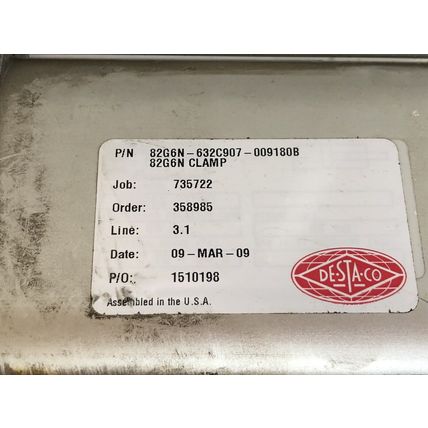 P/N 82G6N-632C907-009180B
82G6N CLAMP
Job: 735722
Order: 358985
Line: 3.1
Date: 09-MAR-09
P/O: 1510198
DE-STA-CO
Assembled in the U.S.A.